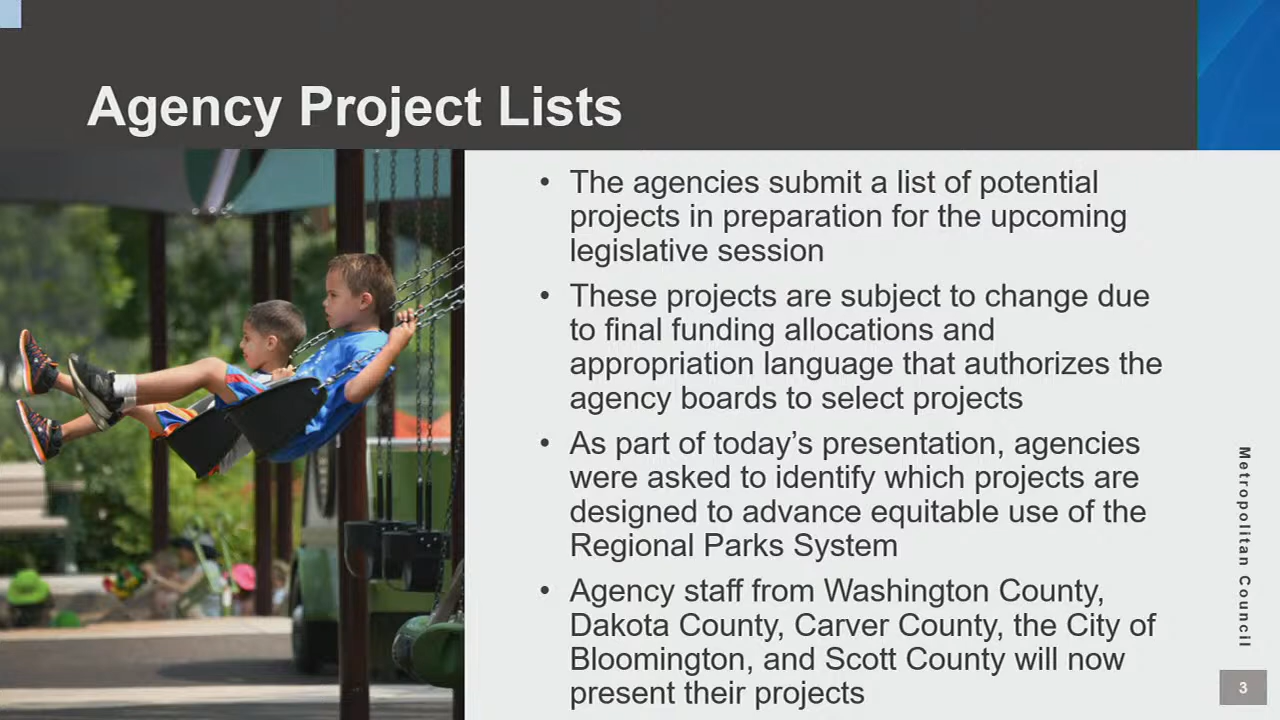 Agency Project Lists
• The agencies submit a list of potential
projects in preparation for the upcoming
legislative session
• These projects are subject to change due
to final funding allocations and
appropriation language that authorizes the
agency boards to select projects
• As part of today’s presentation, agencies
were asked to identify which projects are
designed to advance equitable use of the
Regional Parks System
• Agency staff from Washington County,
Dakota County, Carver County, the City of
Bloomington, and Scott County will now
present their projects
Metropolitan Council
3